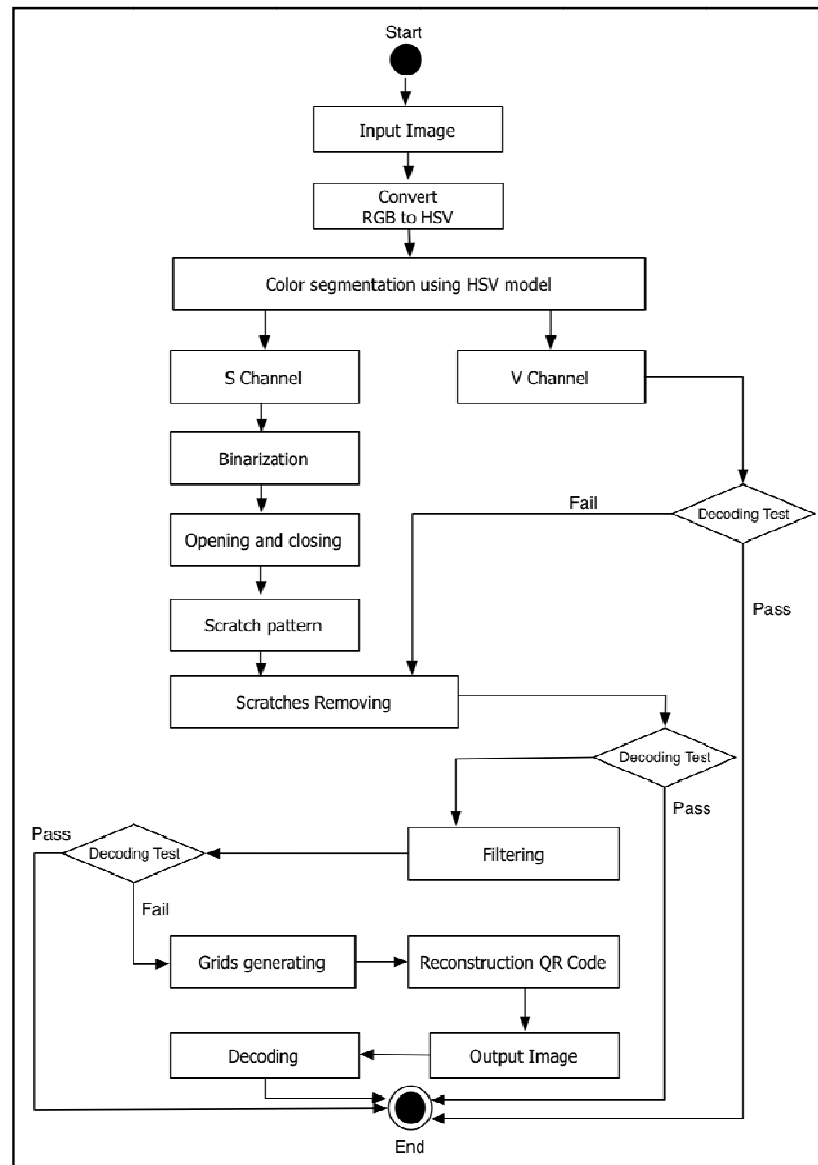 Start
Input Image
Convert
RGB to HSV
Color segmentation using HSV model
S Channel
V Channel
Binarization
Decoding Test
Fail
Opening and closing
Pass
Scratch pattern
Scratches Removing
Decoding Test
Pass
Pass
Decoding Test
Filtering
Fail
Grids generating
Reconstruction QR Code
Decoding
Output Image
End